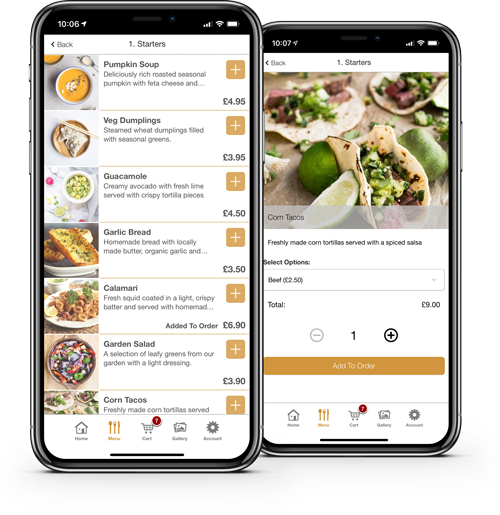 10:06
Back
1. Starters
Pumpkin Soup
Deliciously rich roasted seasonal
pumpkin with feta cheese and…
£4.95
Veg Dumplings
Steamed wheat dumplings filled
with seasonal greens.
£3.95
Guacamole
Creamy avocado with fresh lime
served with crispy tortilla pieces
£4.50
Garlic Bread
Homemade bread with locally
made butter, organic garlic and…
£3.50
Calamari
Fresh squid coated in a light, crispy
batter and served with homemad…
Added To Order £6.90
Garden Salad
A selection of leafy greens from our
garden with a light dressing.
£3.90
Corn Tacos
Freshly made corn tortillas served
7
Home
Menu
Cart
Gallery
Account
10:07
Back
1. Starters
Corn Tacos
Freshly made corn tortillas served with a spiced salsa
Select Options:
Beef (£2.50)
Total: £9.00
1
Add To Order
7
Home
Menu
Cart
Gallery
Account